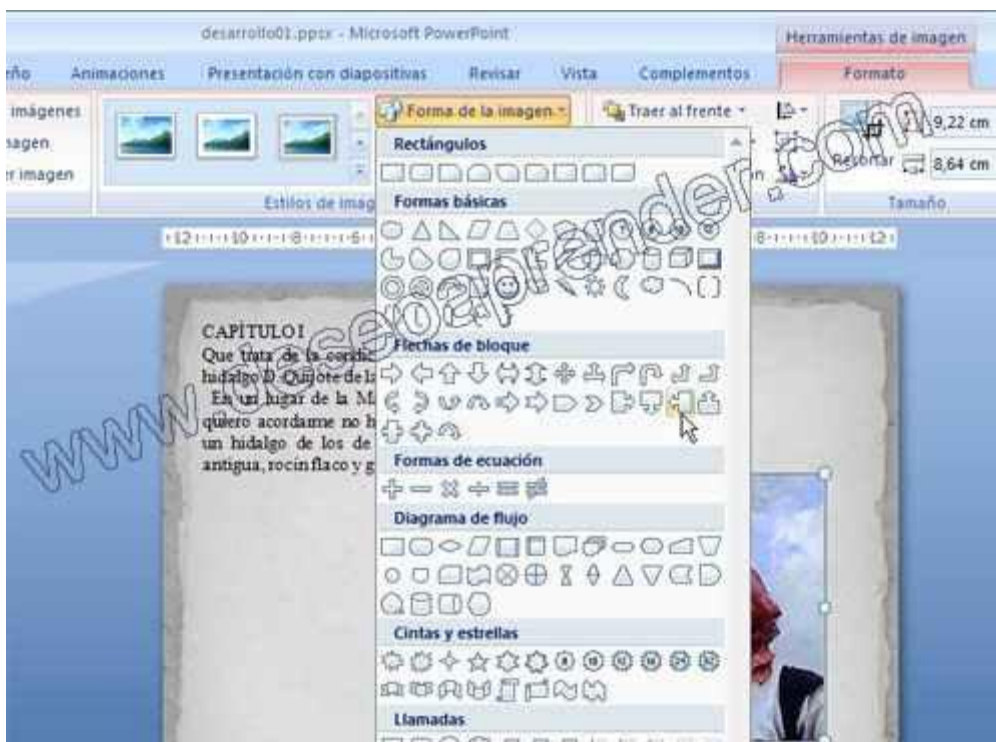 desarrollo01.ppsx - Microsoft PowerPoint
Herramientas de imagen
eño Animaciones Presentación con diapositivas Revisar Vista Complementos Formato
imágenes
Forma de la imagen
Traer al frente
9,22 cm
agen
Rectángulos
r imagen
Recortar
8,64 cm
Estilos de imag
Formas básicas
Tamaño
CAPÍTULO I
Que trata de la condic
hidalgo D. Quijote de la
En un lugar de la M
quiero acordarme no h
un hidalgo de los de
antigua, rocín flaco y g
Flechas de bloque
Formas de ecuación
Diagrama de flujo
Cintas y estrellas
Llamadas
www.deseoaprender.com